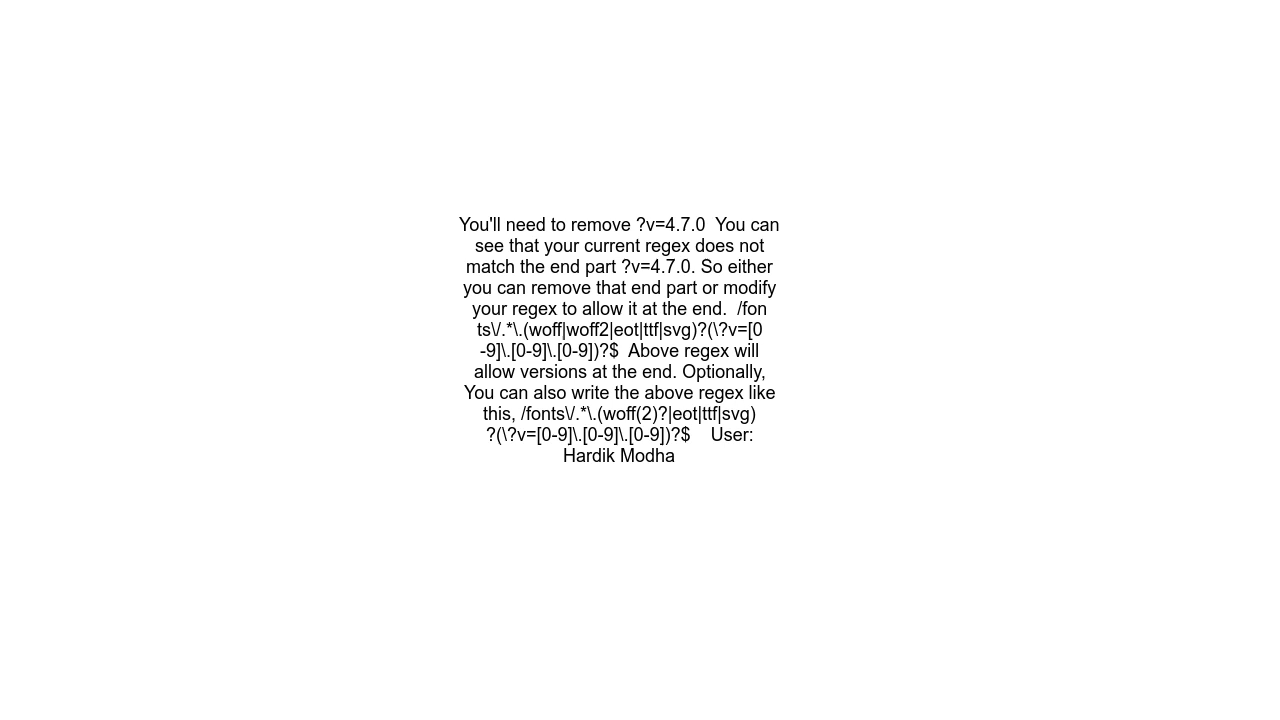 You'll need to remove ?v=4.7.0  You can
see that your current regex does not
match the end part ?v=4.7.0. So either
you can remove that end part or modify
your regex to allow it at the end.  /fon
ts\/.*\.(woff|woff2|eot|ttf|svg)?(\?v=[0
-9]\.[0-9]\.[0-9])?$  Above regex will
allow versions at the end. Optionally,
You can also write the above regex like
this, /fonts\/.*\.(woff(2)?|eot|ttf|svg)
?(\?v=[0-9]\.[0-9]\.[0-9])?$    User:
Hardik Modha